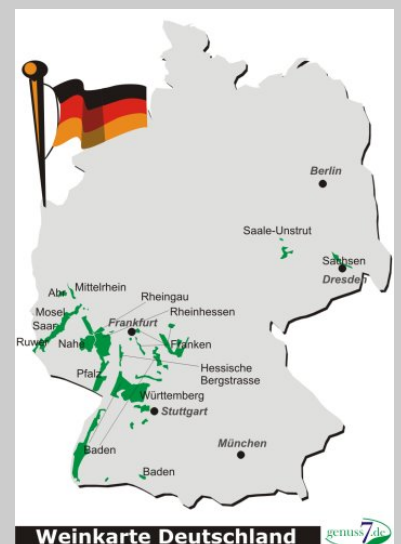 Berlin
Saale-Unstrut
Sachsen
Dresden
Ahr
Mittelrhein
Rheingau
Mosel
Saar
Rheinhessen
Frankfurt
Ruwer
Nahe
Franken
Hessische
Bergstrasse
Pfalz
Württemberg
Stuttgart
München
Baden
Baden
Weinkarte Deutschland
genuss7.de